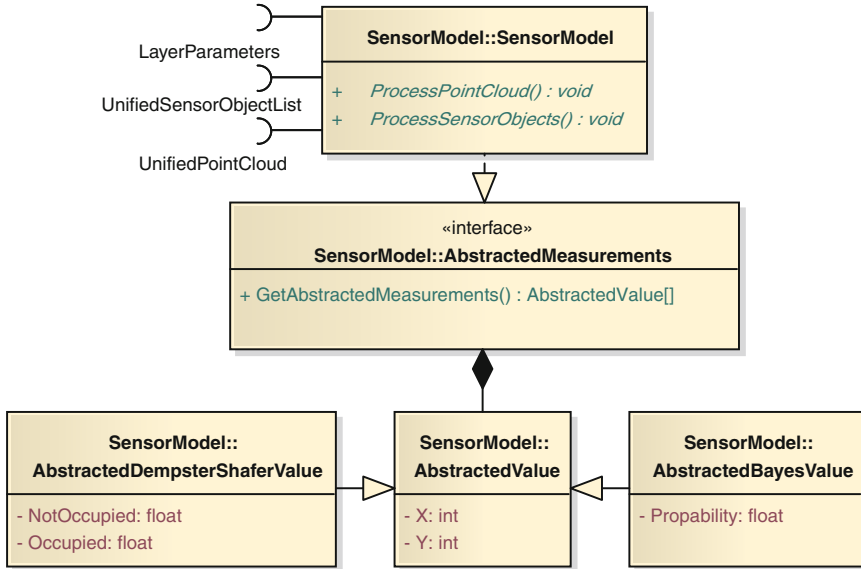 LayerParameters
UnifiedSensorObjectList
UnifiedPointCloud
SensorModel::SensorModel
+ ProcessPointCloud() : void
+ ProcessSensorObjects() : void
«interface»
SensorModel::AbstractedMeasurements
+ GetAbstractedMeasurements() : AbstractedValue[]
SensorModel::
AbstractedDempsterShaferValue
- NotOccupied: float
- Occupied: float
SensorModel::
AbstractedValue
- X: int
- Y: int
SensorModel::
AbstractedBayesValue
- Propability: float